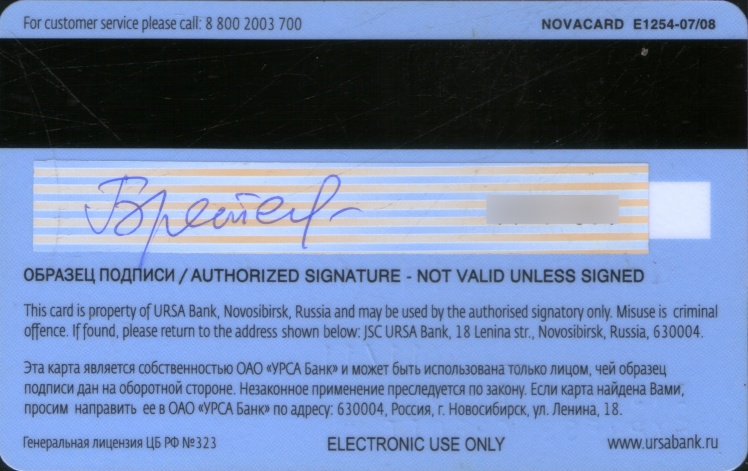 For customer service please call: 8 800 2003 700
NOVACARD E1254-07/08
ОБРАЗЕЦ ПОДПИСИ / AUTHORIZED SIGNATURE - NOT VALID UNLESS SIGNED
This card is property of URSA Bank, Novosibirsk, Russia and may be used by the authorised signatory only. Misuse is criminal
offence. If found, please return to the address shown below: JSC URSA Bank, 18 Lenina str., Novosibirsk, Russia, 630004.
Эта карта является собственностью ОАО «УРСА Банк» и может быть использована только лицом, чей образец
подписи дан на оборотной стороне. Незаконное применение преследуется по закону. Если карта найдена Вами,
просим направить ее в ОАО «УРСА Банк» по адресу: 630004, Россия, г. Новосибирск, ул. Ленина, 18.
Генеральная лицензия ЦБ РФ №323
ELECTRONIC USE ONLY
www.ursabank.ru